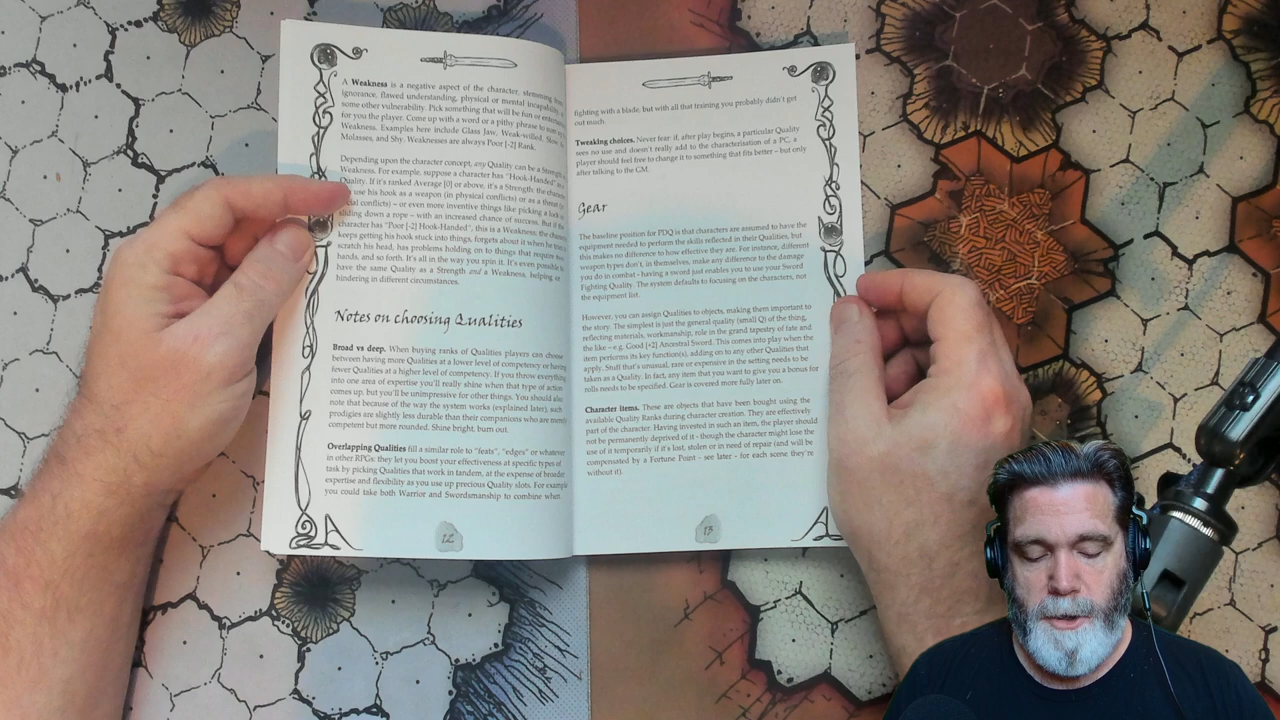 A Weakness is a negative aspect of the character, stemming from
ignorance, flawed understanding, physical or mental incapability or
some other vulnerability. Pick something that will be fun or entertaining
for you the player. Come up with a word or a pithy phrase to sum up
Weakness. Examples here include Glass Jaw, Weak-willed, Slow
Molasses, and Shy. Weaknesses are always Poor [-2] Rank.
Depending upon the character concept, any Quality can be a Strength
Weakness. For example, suppose a character has "Hook-Handed"
Quality. If it's ranked Average [0] or above, it's a Strength: the character
use his hook as a weapon (in physical conflicts) or as a threat
conflicts) – or even more inventive things like picking a lock
sliding down a rope – with an increased chance of success. But if
character has "Poor [-2] Hook-Handed", this is a Weakness: the
keeps getting his hook stuck into things, forgets about it when he tries
scratch his head, has problems holding on to things that require
hands, and so forth. It's all in the way you spin it. It's even possible
have the same Quality as a Strength and a Weakness, helping or
hindering in different circumstances.
Notes on choosing Qualities
Broad vs deep. When buying ranks of Qualities players can choose
between having more Qualities at a lower level of competency or having
fewer Qualities at a higher level of competency. If you throw everything
into one area of expertise you'll really shine when that type of action
comes up, but you'll be unimpressive for other things. You should also
note that because of the way the system works (explained later), such
prodigies are slightly less durable than their companions who are merely
competent but more rounded. Shine bright, burn out.
Overlapping Qualities fill a similar role to "feats", "edges" or whatever
in other RPGs: they let you boost your effectiveness at specific types of
task by picking Qualities that work in tandem, at the expense of broader
expertise and flexibility as you use up precious Quality slots. For example
you could take both Warrior and Swordsmanship to combine when
12
fighting with a blade, but with all that training you probably didn't get
out much.
Tweaking choices. Never fear: if, after play begins, a particular Quality
sees no use and doesn't really add to the characterisation of a PC, a
player should feel free to change it to something that fits better – but only
after talking to the GM.
Gear
The baseline position for PDQ is that characters are assumed to have the
equipment needed to perform the skills reflected in their Qualities, but
this makes no difference to how effective they are. For instance, different
weapon types don't, in themselves, make any difference to the damage
you do in combat - having a sword just enables you to use your Sword
Fighting Quality. The system defaults to focusing on the characters, not
the equipment list.
However, you can assign Qualities to objects, making them important to
the story. The simplest is just the general quality (small Q) of the thing,
reflecting materials, workmanship, role in the grand tapestry of fate and
the like – e.g. Good [+2] Ancestral Sword. This comes into play when the
item performs its key function(s), adding on to any other Qualities that
apply. Stuff that's unusual, rare or expensive in the setting needs to be
taken as a Quality. In fact, any item that you want to give you a bonus for
rolls needs to be specified. Gear is covered more fully later on.
Character items. These are objects that have been bought using the
available Quality Ranks during character creation. They are effectively
part of the character. Having invested in such an item, the player should
not be permanently deprived of it - though the character might lose the
use of it temporarily if it's lost, stolen or in need of repair (and will be
compensated by a Fortune Point - see later - for each scene they're
without it).
13